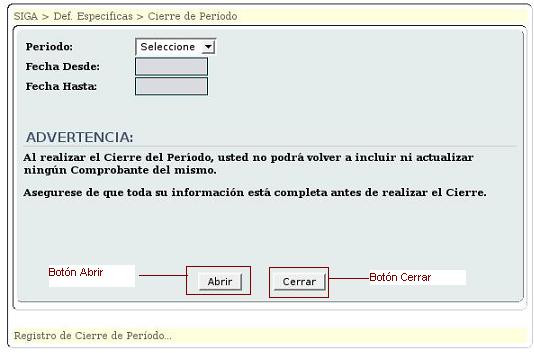 SIGA > Def. Especificas > Cierre de Periodo
Periodo: Seleccione
Fecha Desde:
Fecha Hasta:
ADVERTENCIA:
Al realizar el Cierre del Período, usted no podrá volver a incluir ni actualizar
ningún Comprobante del mismo.
Asegurese de que toda su información está completa antes de realizar el Cierre.
Botón Abrir Abrir Cerrar Botón Cerrar
Registro de Cierre de Período...